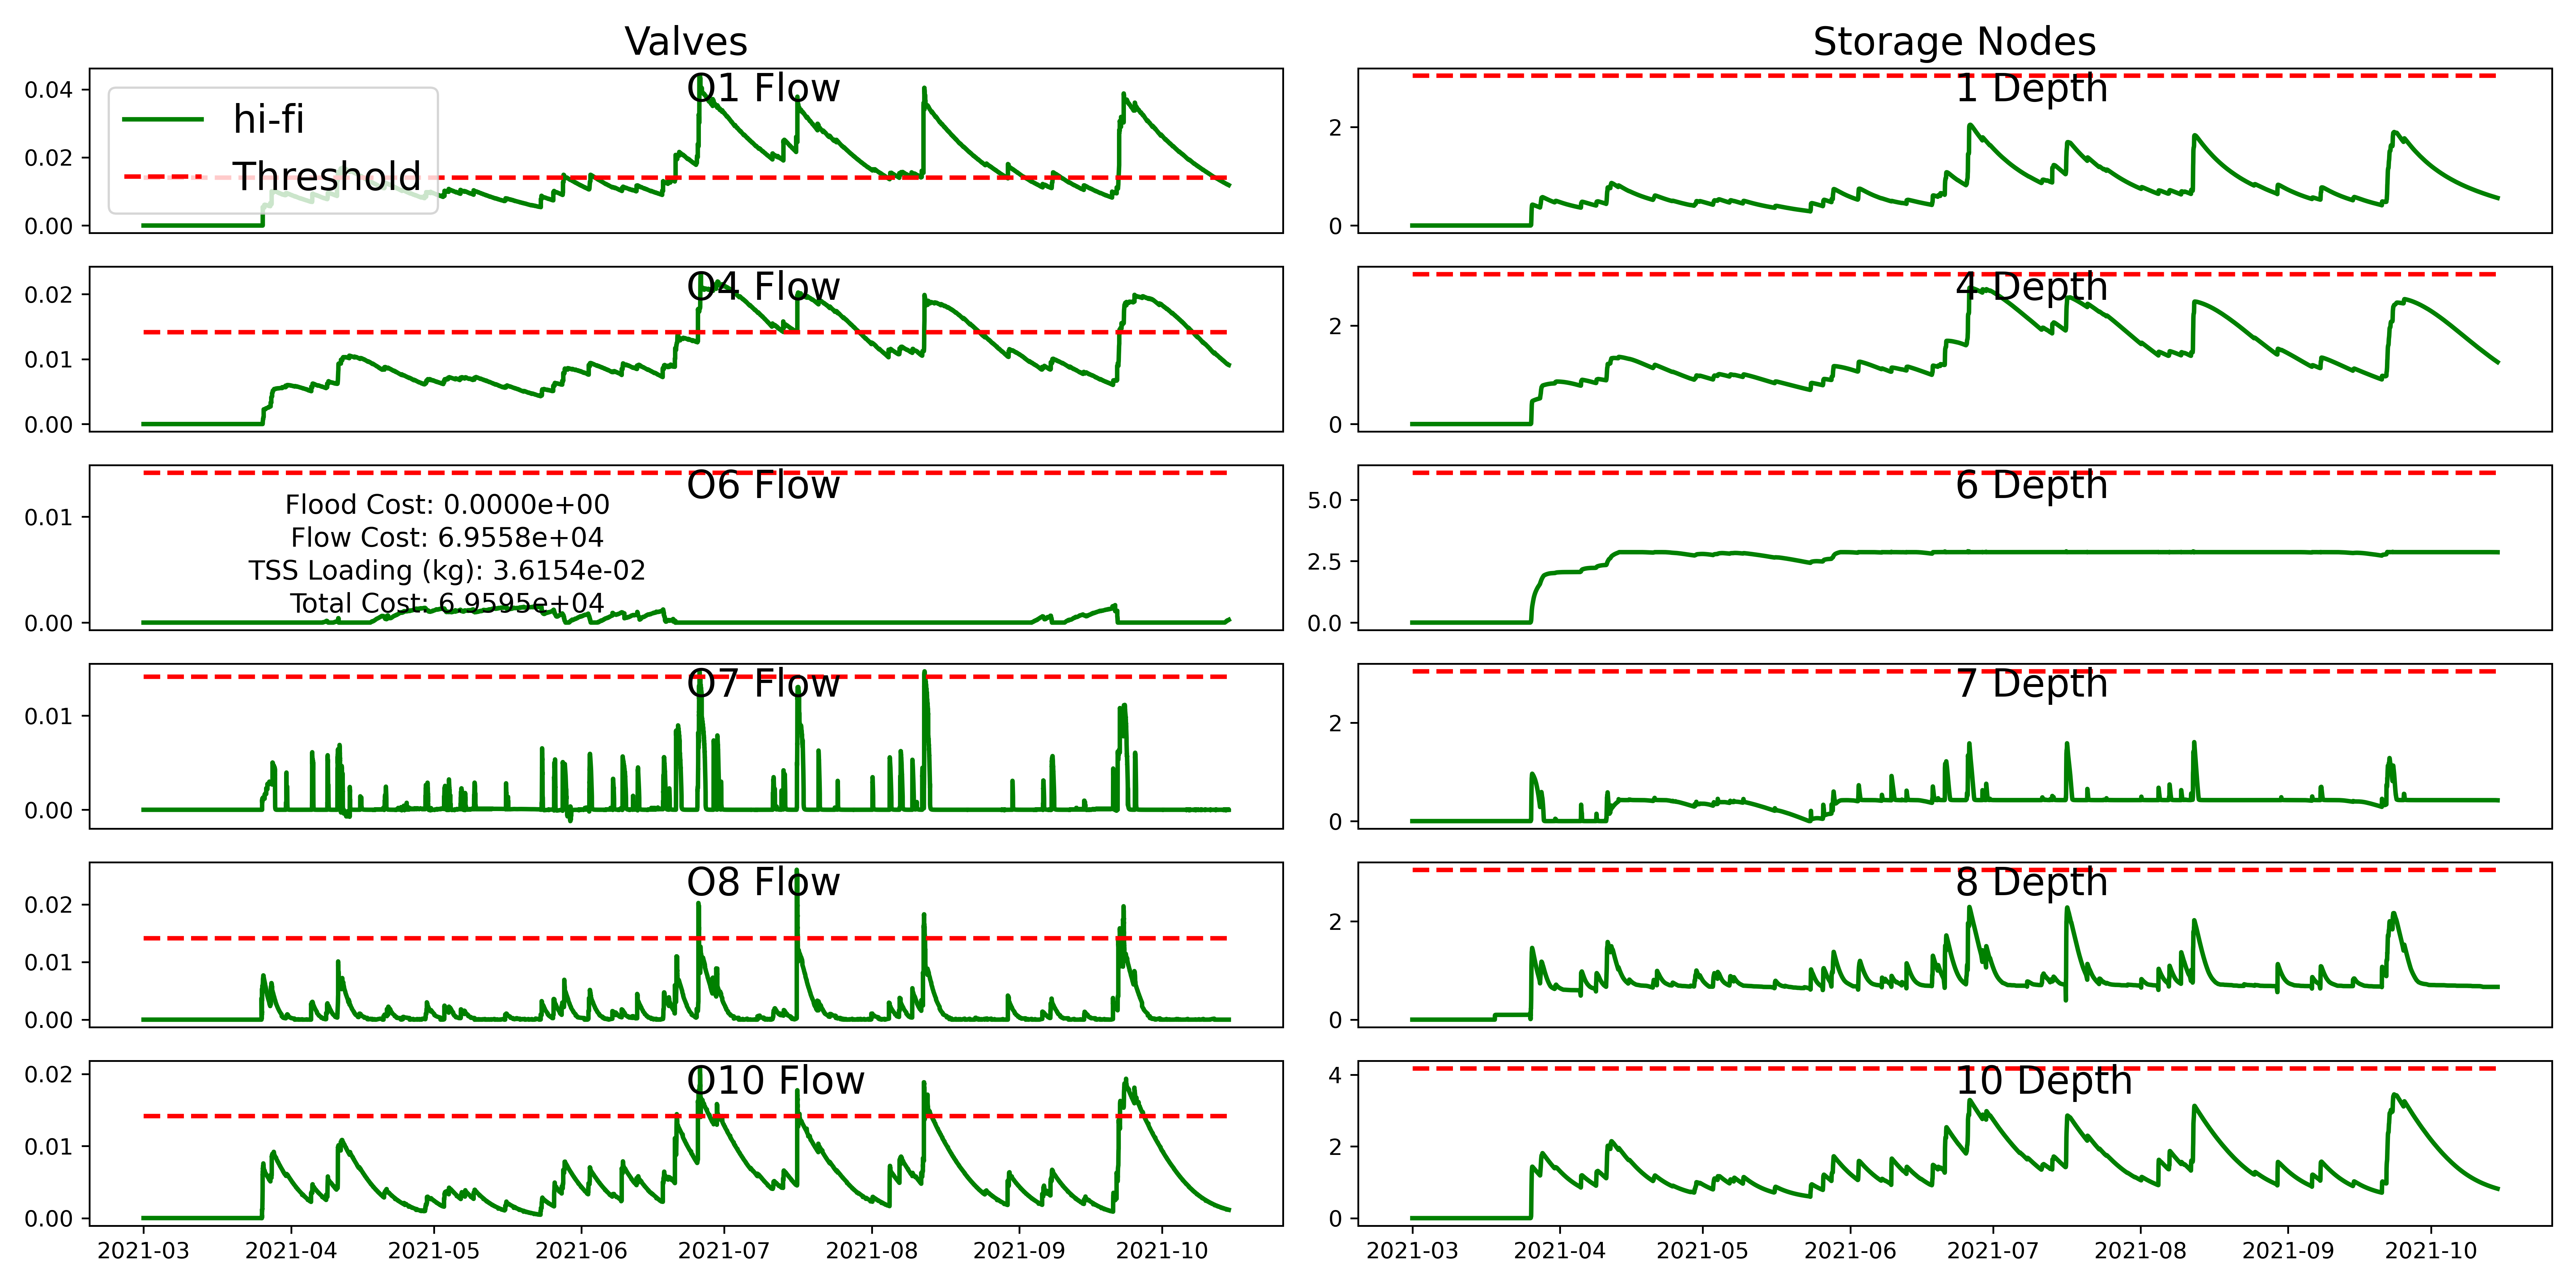 Valves
Storage Nodes
O1 Flow
hi-fi
Threshold
0.04
0.02
0.00
1 Depth
2
0
O4 Flow
0.02
0.01
0.00
4 Depth
2
0
O6 Flow
Flood Cost: 0.0000e+00
Flow Cost: 6.9558e+04
TSS Loading (kg): 3.6154e-02
Total Cost: 6.9595e+04
0.01
0.00
6 Depth
5.0
2.5
0.0
O7 Flow
0.01
0.00
7 Depth
2
0
O8 Flow
0.02
0.01
0.00
8 Depth
2
0
O10 Flow
0.02
0.01
0.00
2021-03 2021-04 2021-05 2021-06 2021-07 2021-08 2021-09 2021-10
10 Depth
4
2
0
2021-03 2021-04 2021-05 2021-06 2021-07 2021-08 2021-09 2021-10